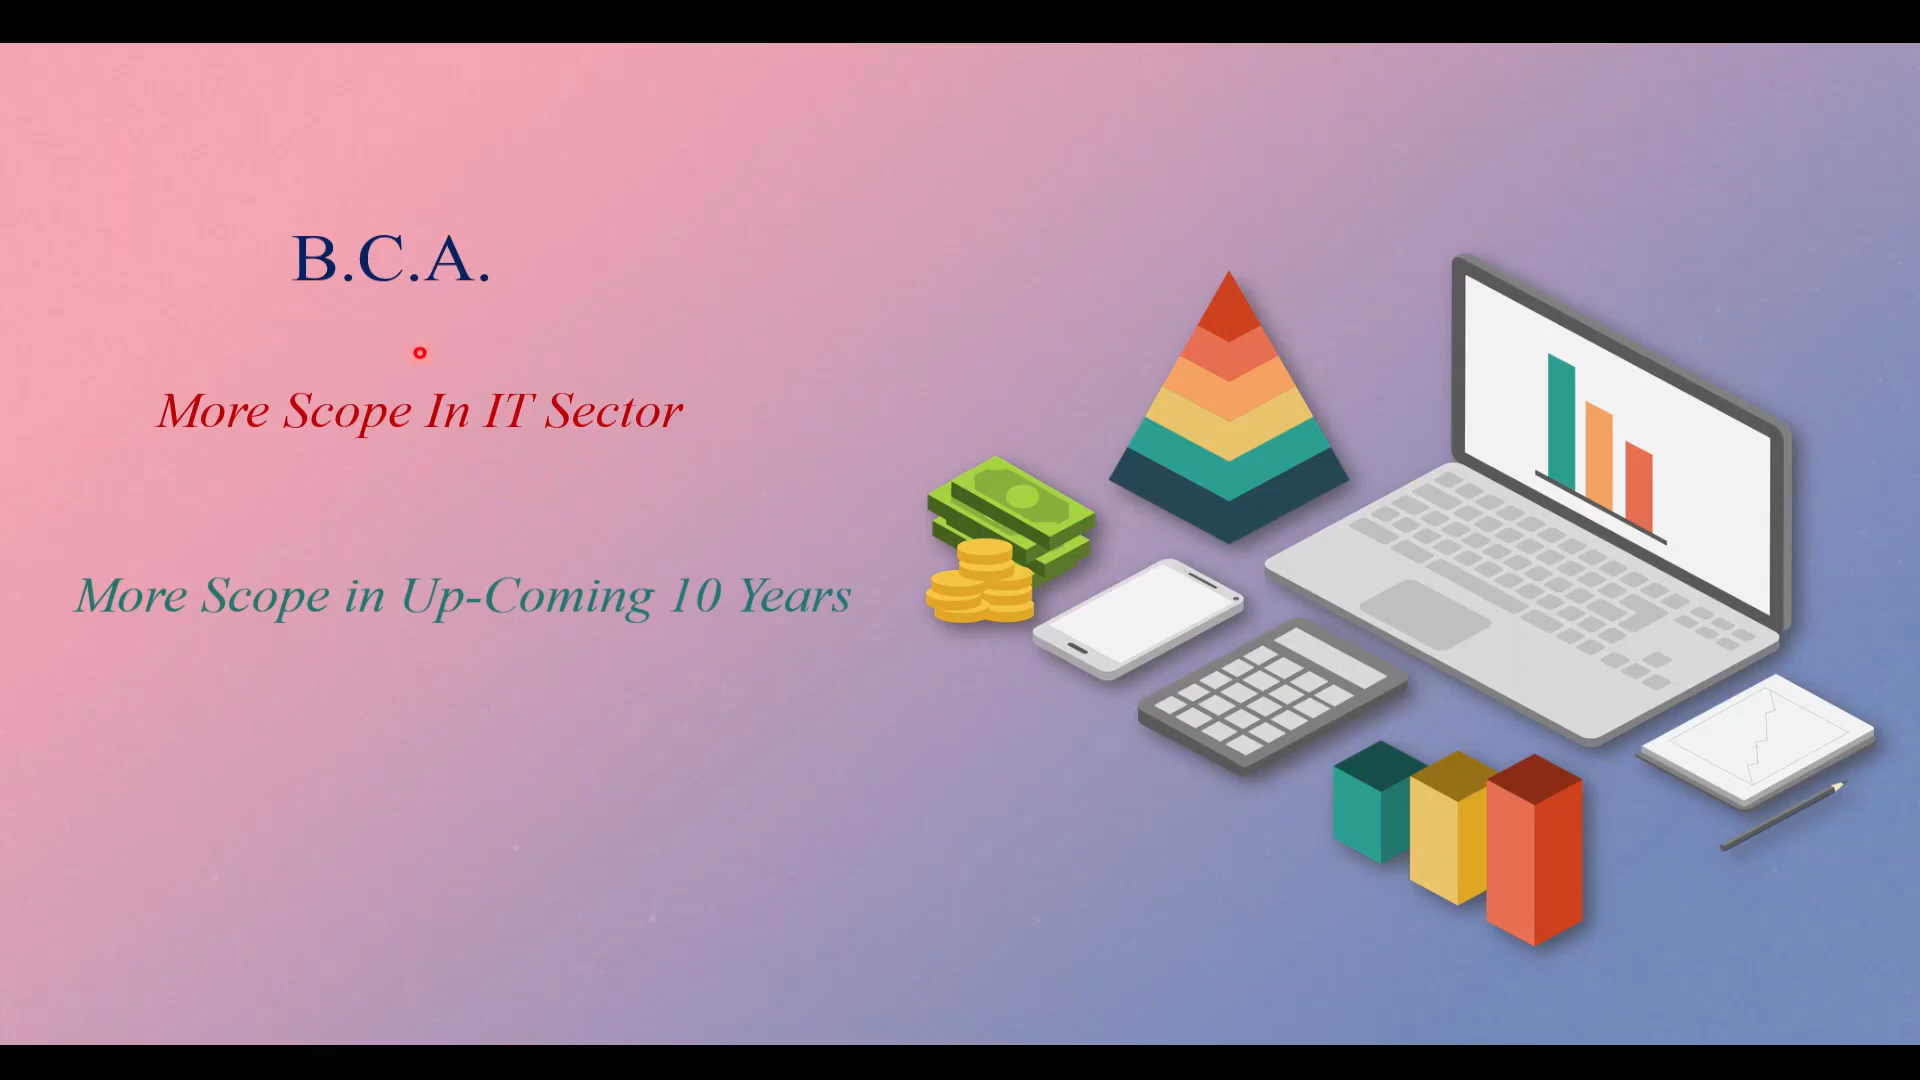 B.C.A.
More Scope In IT Sector
More Scope in Up-Coming 10 Years